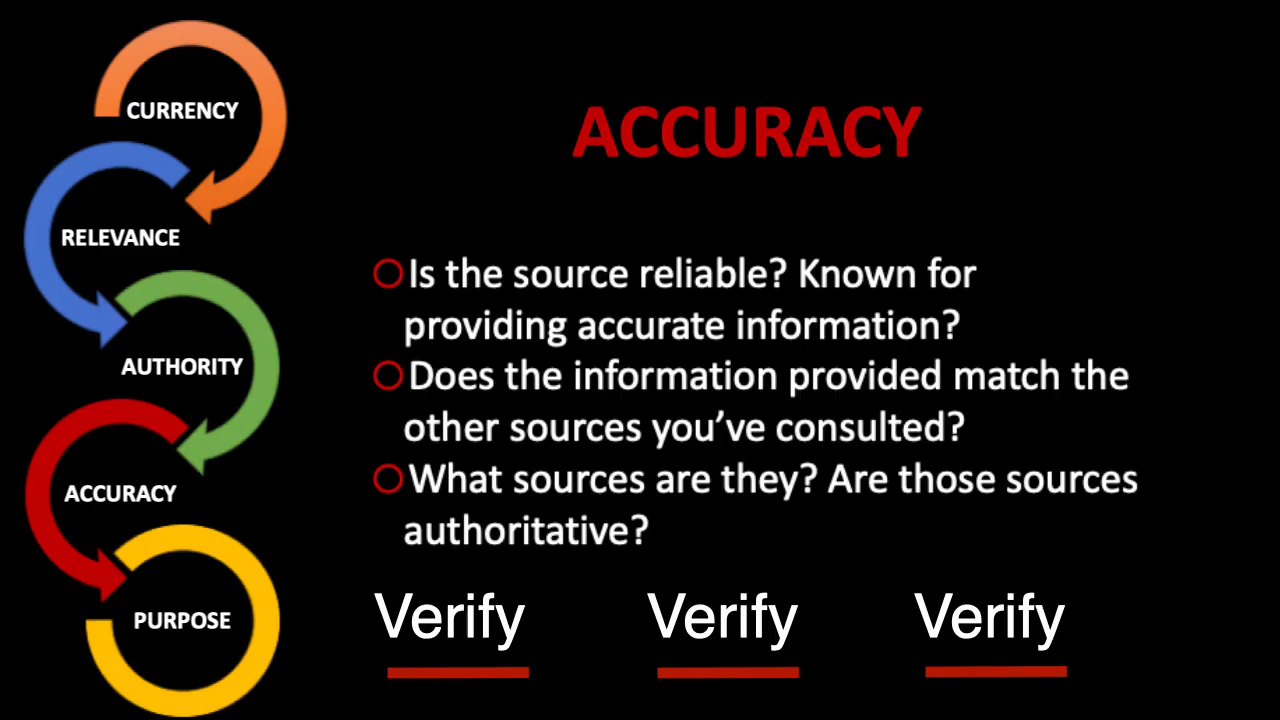 CURRENCY
RELEVANCE
AUTHORITY
ACCURACY
PURPOSE
ACCURACY
Is the source reliable? Known for
providing accurate information?
Does the information provided match the
other sources you’ve consulted?
What sources are they? Are those sources
authoritative?
Verify Verify Verify